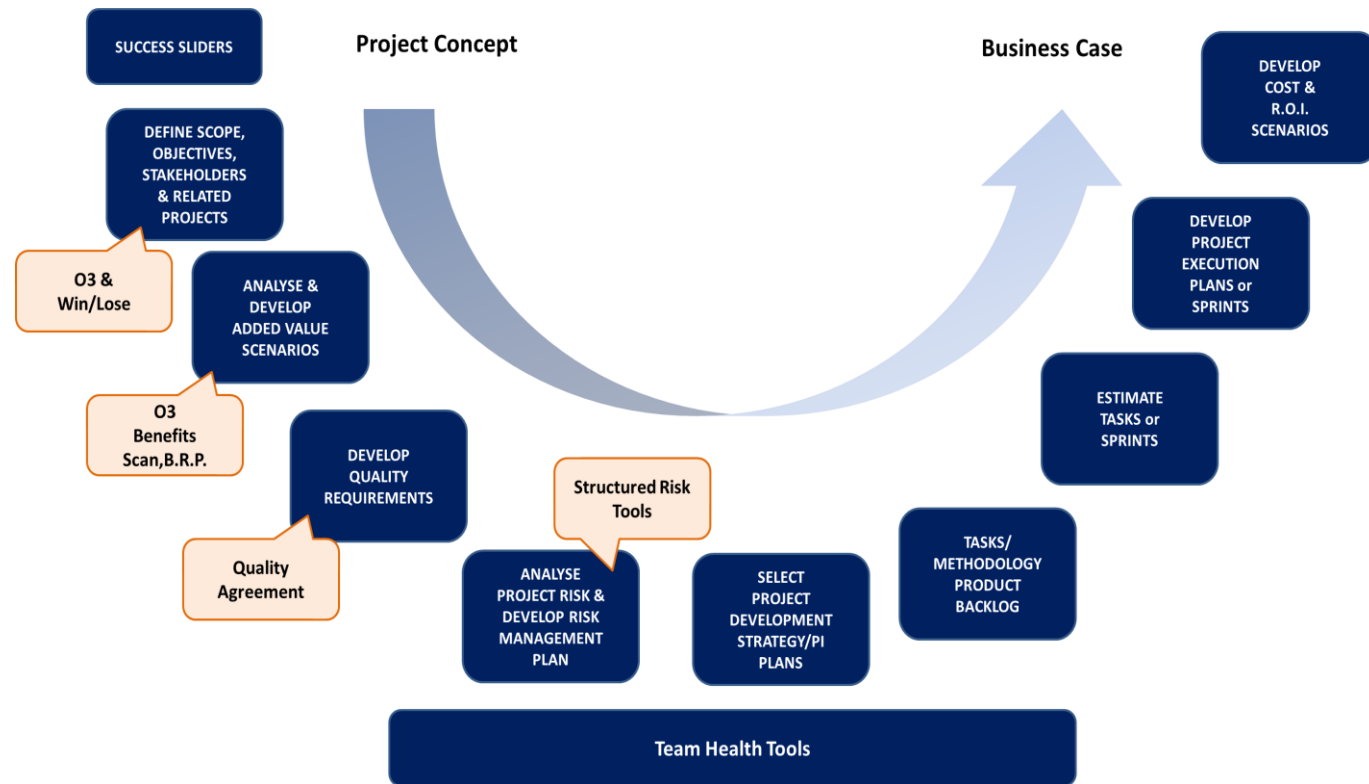 SUCCESS SLIDERS
Project Concept
Business Case
DEFINE SCOPE,
OBJECTIVES,
STAKEHOLDERS
& RELATED
PROJECTS
O3 &
Win/Lose
ANALYSE &
DEVELOP
ADDED VALUE
SCENARIOS
O3
Benefits
Scan,B.R.P.
DEVELOP
QUALITY
REQUIREMENTS
Quality
Agreement
ANALYSE
PROJECT RISK &
DEVELOP RISK
MANAGEMENT
PLAN
Structured Risk
Tools
SELECT
PROJECT
DEVELOPMENT
STRATEGY/PI
PLANS
TASKS/
METHODOLOGY
PRODUCT
BACKLOG
ESTIMATE
TASKS or
SPRINTS
DEVELOP
PROJECT
EXECUTION
PLANS or
SPRINTS
DEVELOP
COST &
R.O.I.
SCENARIOS
Team Health Tools